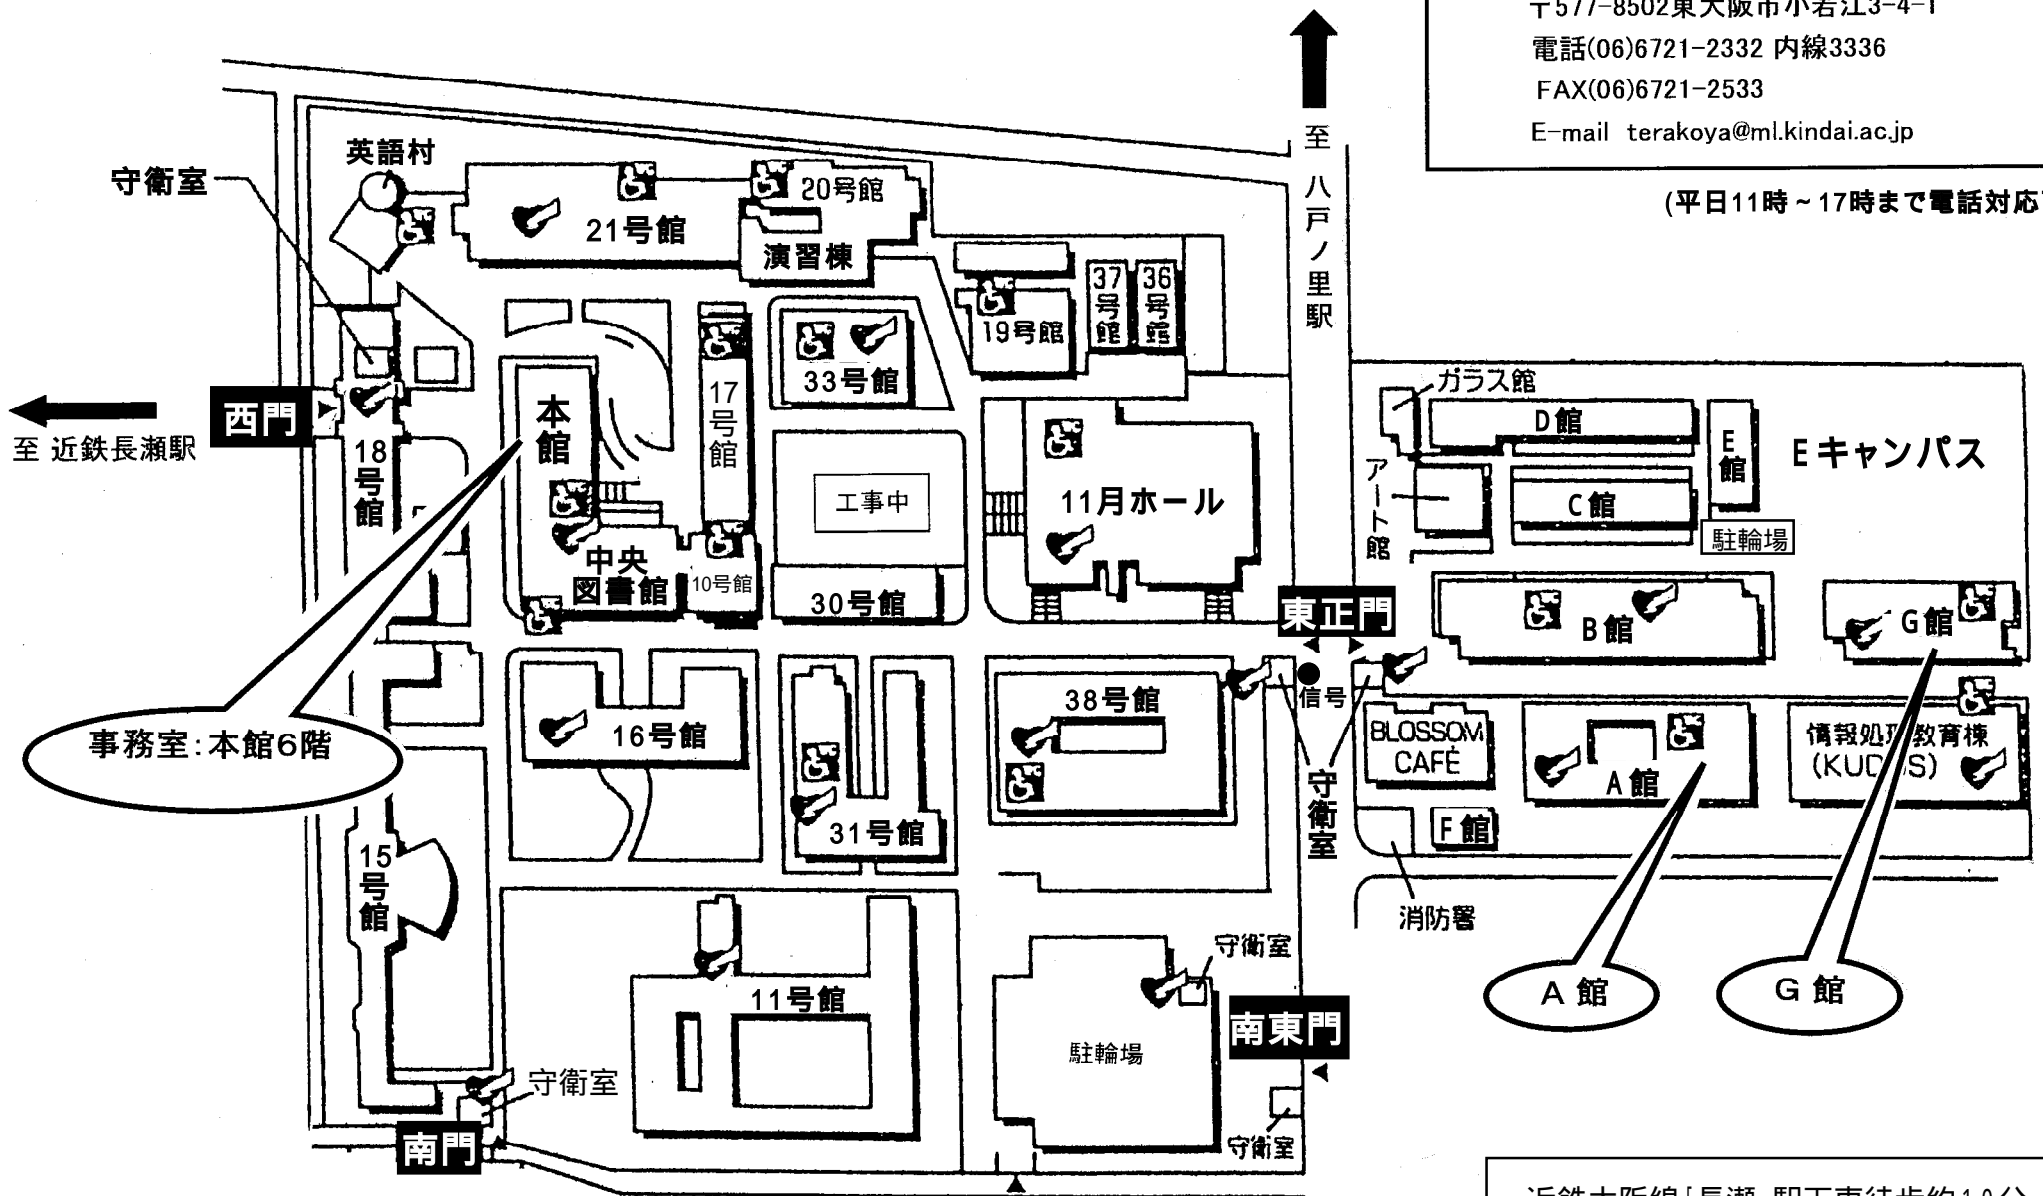 〒577-8502東大阪市小若江3-4-1
電話(06)6721-2332 内線3336
FAX(06)6721-2533
E-mail terakoya@ml.kindai.ac.jp
(平日11時～17時まで電話対応
至 八戸ノ里駅
英語村
守衛室
21号館
20号館
演習棟
19号館
37号館
36号館
33号館
17号館
本館
西門
至 近鉄長瀬駅
18号館
工事中
11月ホール
中央
図書館
10号館
30号館
ガラス館
D館
E館
Eキャンパス
アート館
C館
駐輪場
東正門
B館
G館
信号
38号館
16号館
31号館
事務室:本館6階
BLOSSOM
CAFÉ
A館
情報処理教育棟
守衛室
F館
15号館
消防署
守衛室
A 館
G 館
11号館
南東門
駐輪場
守衛室
守衛室
南門